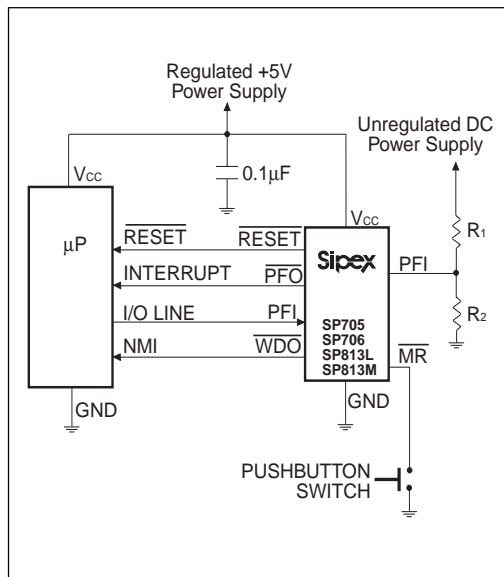 Regulated +5V
Power Supply
Unregulated DC
Power Supply
0.1µF
VCC
VCC
µP
RESET
RESET
Sipex
R1
INTERRUPT
PFO
PFI
I/O LINE
PFI
SP705
SP706
SP813L
SP813M
R2
NMI
WDO
MR
GND
GND
PUSHBUTTON
SWITCH